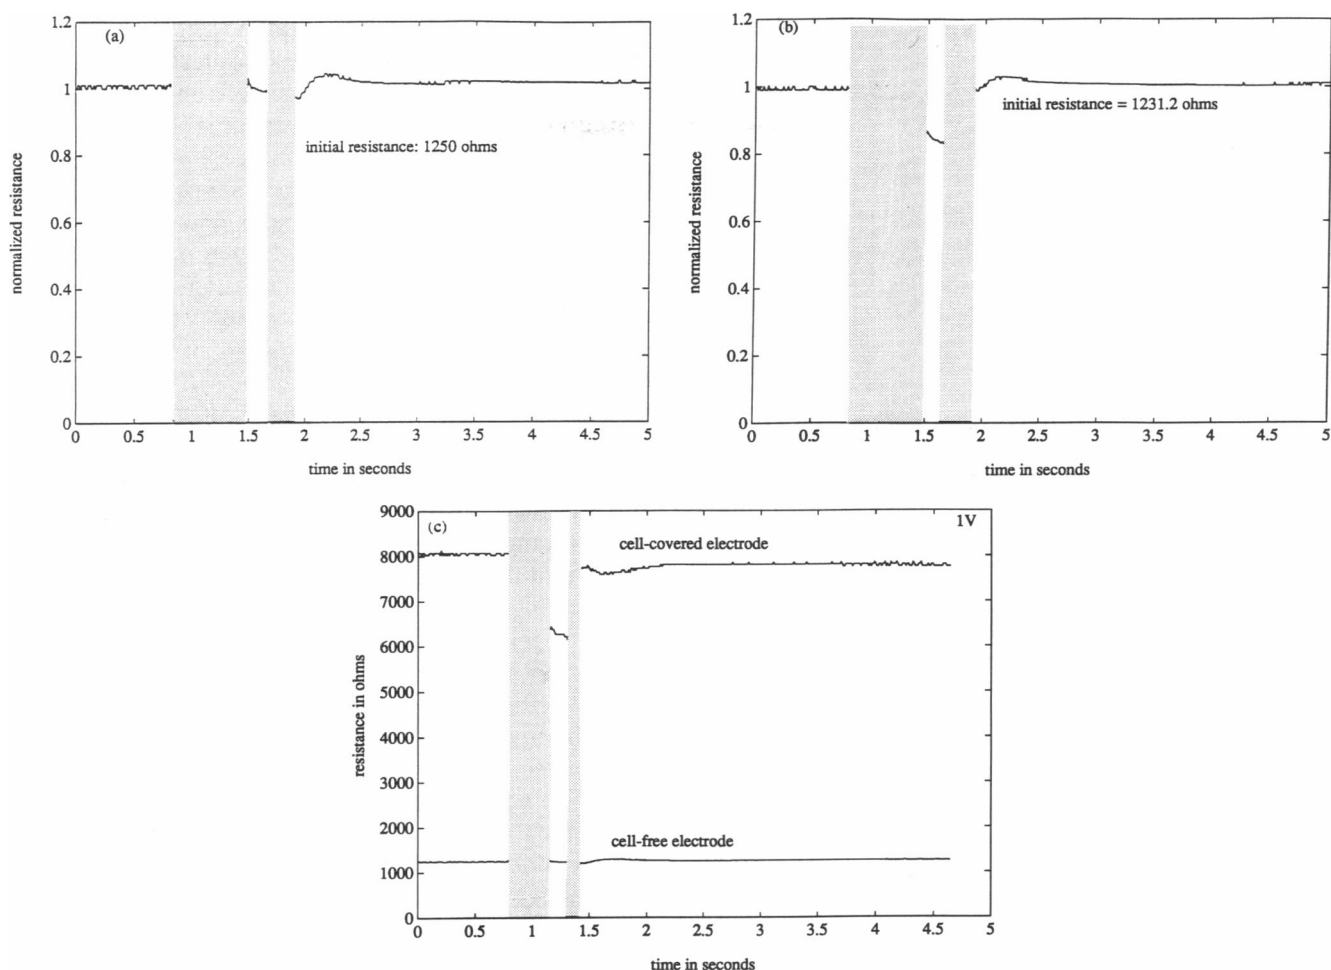 (a)
1.2
1
0.8
0.6
0.4
0.2
0
normalized resistance
initial resistance: 1250 ohms
0 0.5 1 1.5 2 2.5 3 3.5 4 4.5 5
time in seconds
(b)
1.2
1
0.8
0.6
0.4
0.2
0
normalized resistance
initial resistance = 1231.2 ohms
0 0.5 1 1.5 2 2.5 3 3.5 4 4.5 5
time in seconds
(c)
1V
9000
8000
7000
6000
5000
4000
3000
2000
1000
0
resistance in ohms
cell-covered electrode
cell-free electrode
0 0.5 1 1.5 2 2.5 3 3.5 4 4.5 5
time in seconds